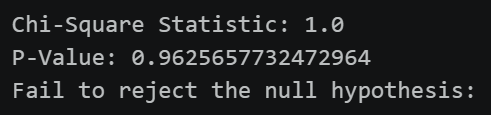 Chi-Square Statistic: 1.0
P-Value: 0.9625657732472964
Fail to reject the null hypothesis: